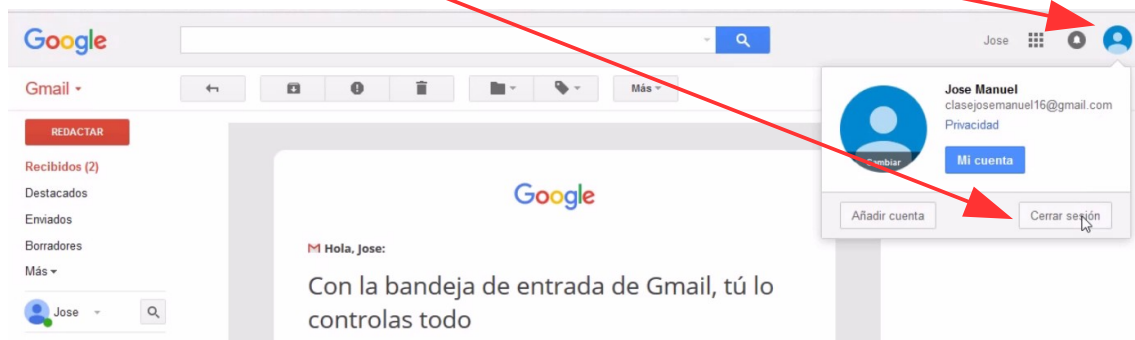 Google
Jose
Gmail
Más
Jose Manuel
clasejosemanuel16@gmail.com
Privacidad
Cambiar
Mi cuenta
Añadir cuenta
Cerrar sesión
REDACTAR
Recibidos (2)
Destacados
Enviados
Borradores
Más
Jose
Google
Hola, Jose:
Con la bandeja de entrada de Gmail, tú lo
controlas todo